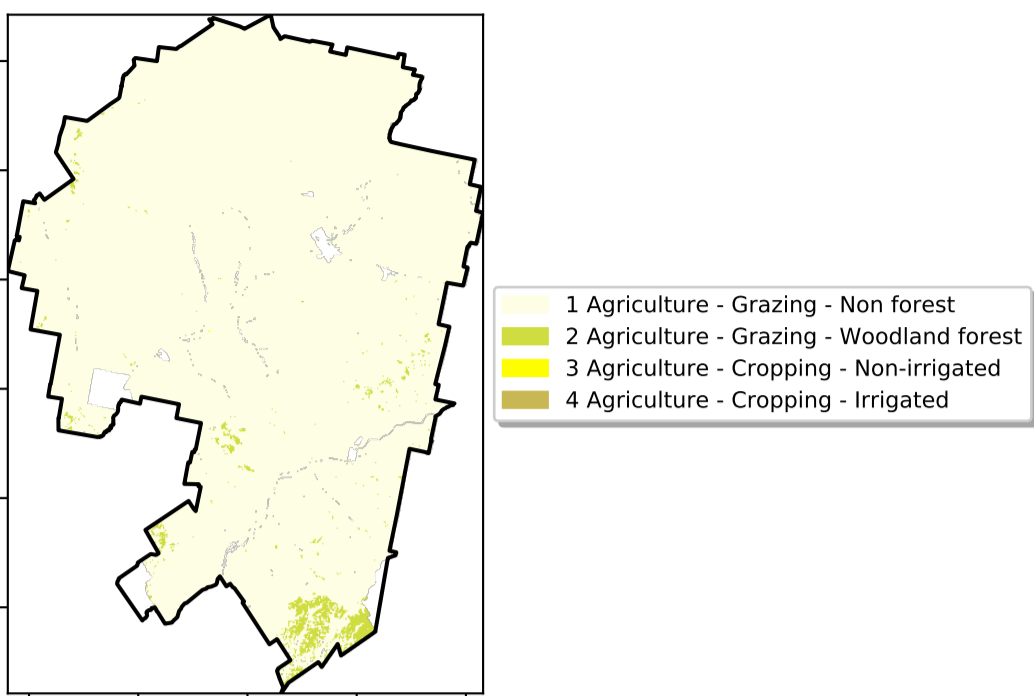 1 Agriculture - Grazing - Non forest
2 Agriculture - Grazing - Woodland forest
3 Agriculture - Cropping - Non-irrigated
4 Agriculture - Cropping - Irrigated